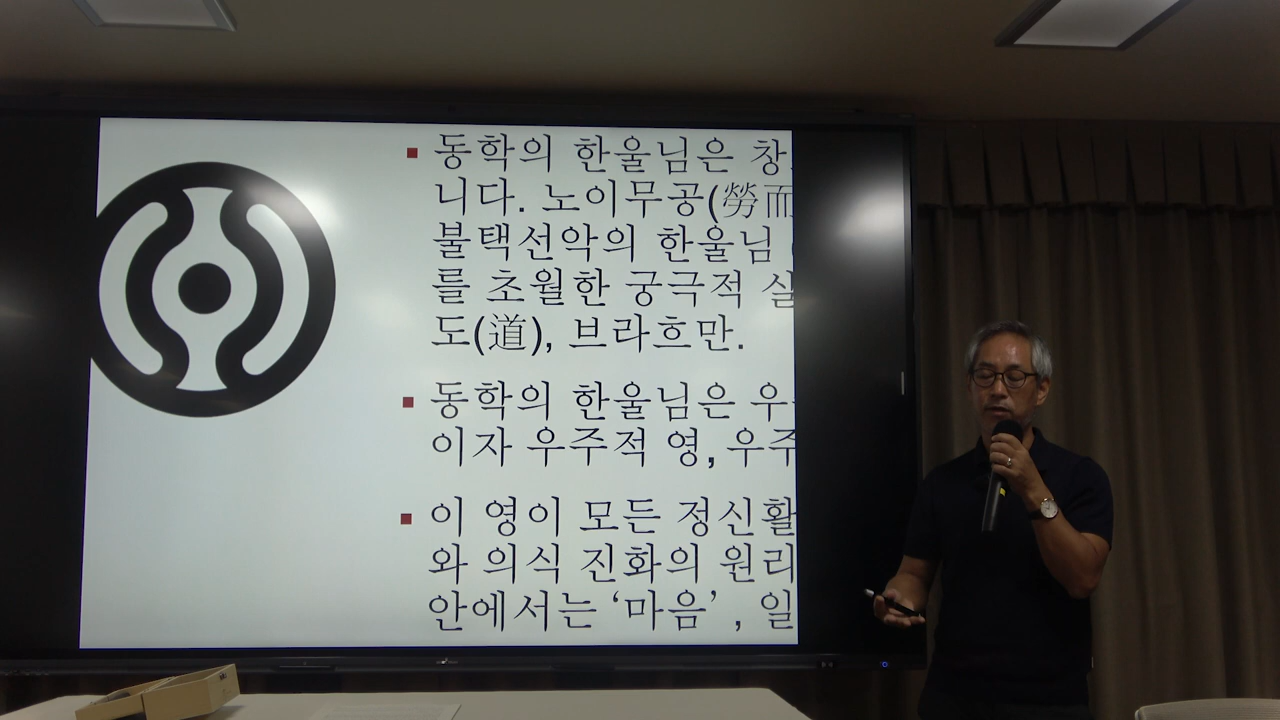 동학의 한울님은 창
니다. 노이무공(勞而
불택선악의 한울님
를 초월한 궁극적 실
도(道), 브라흐만.
동학의 한울님은 우
이자 우주적 영, 우주
이 영이 모든 정신활
와 의식 진화의 원리
안에서는 ‘마음’ , 일